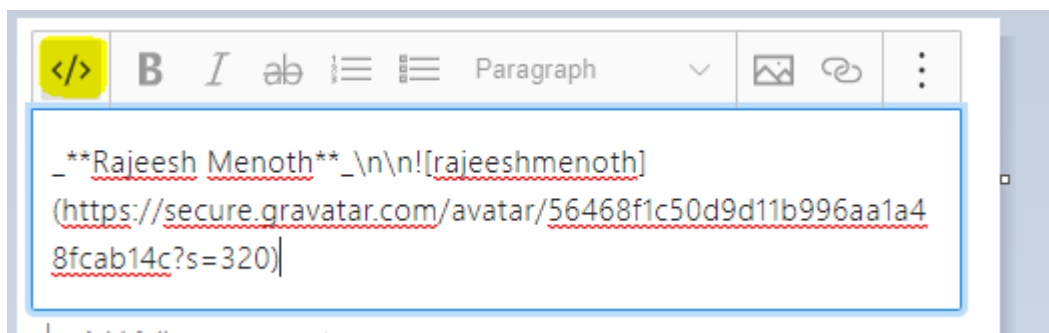 </> B I ab Paragraph
_**Rajeesh Menoth**_\n\n![rajeeshmenoth]
(https://secure.gravatar.com/avatar/56468f1c50d9d11b996aa1a4
8fcab14c?s=320)